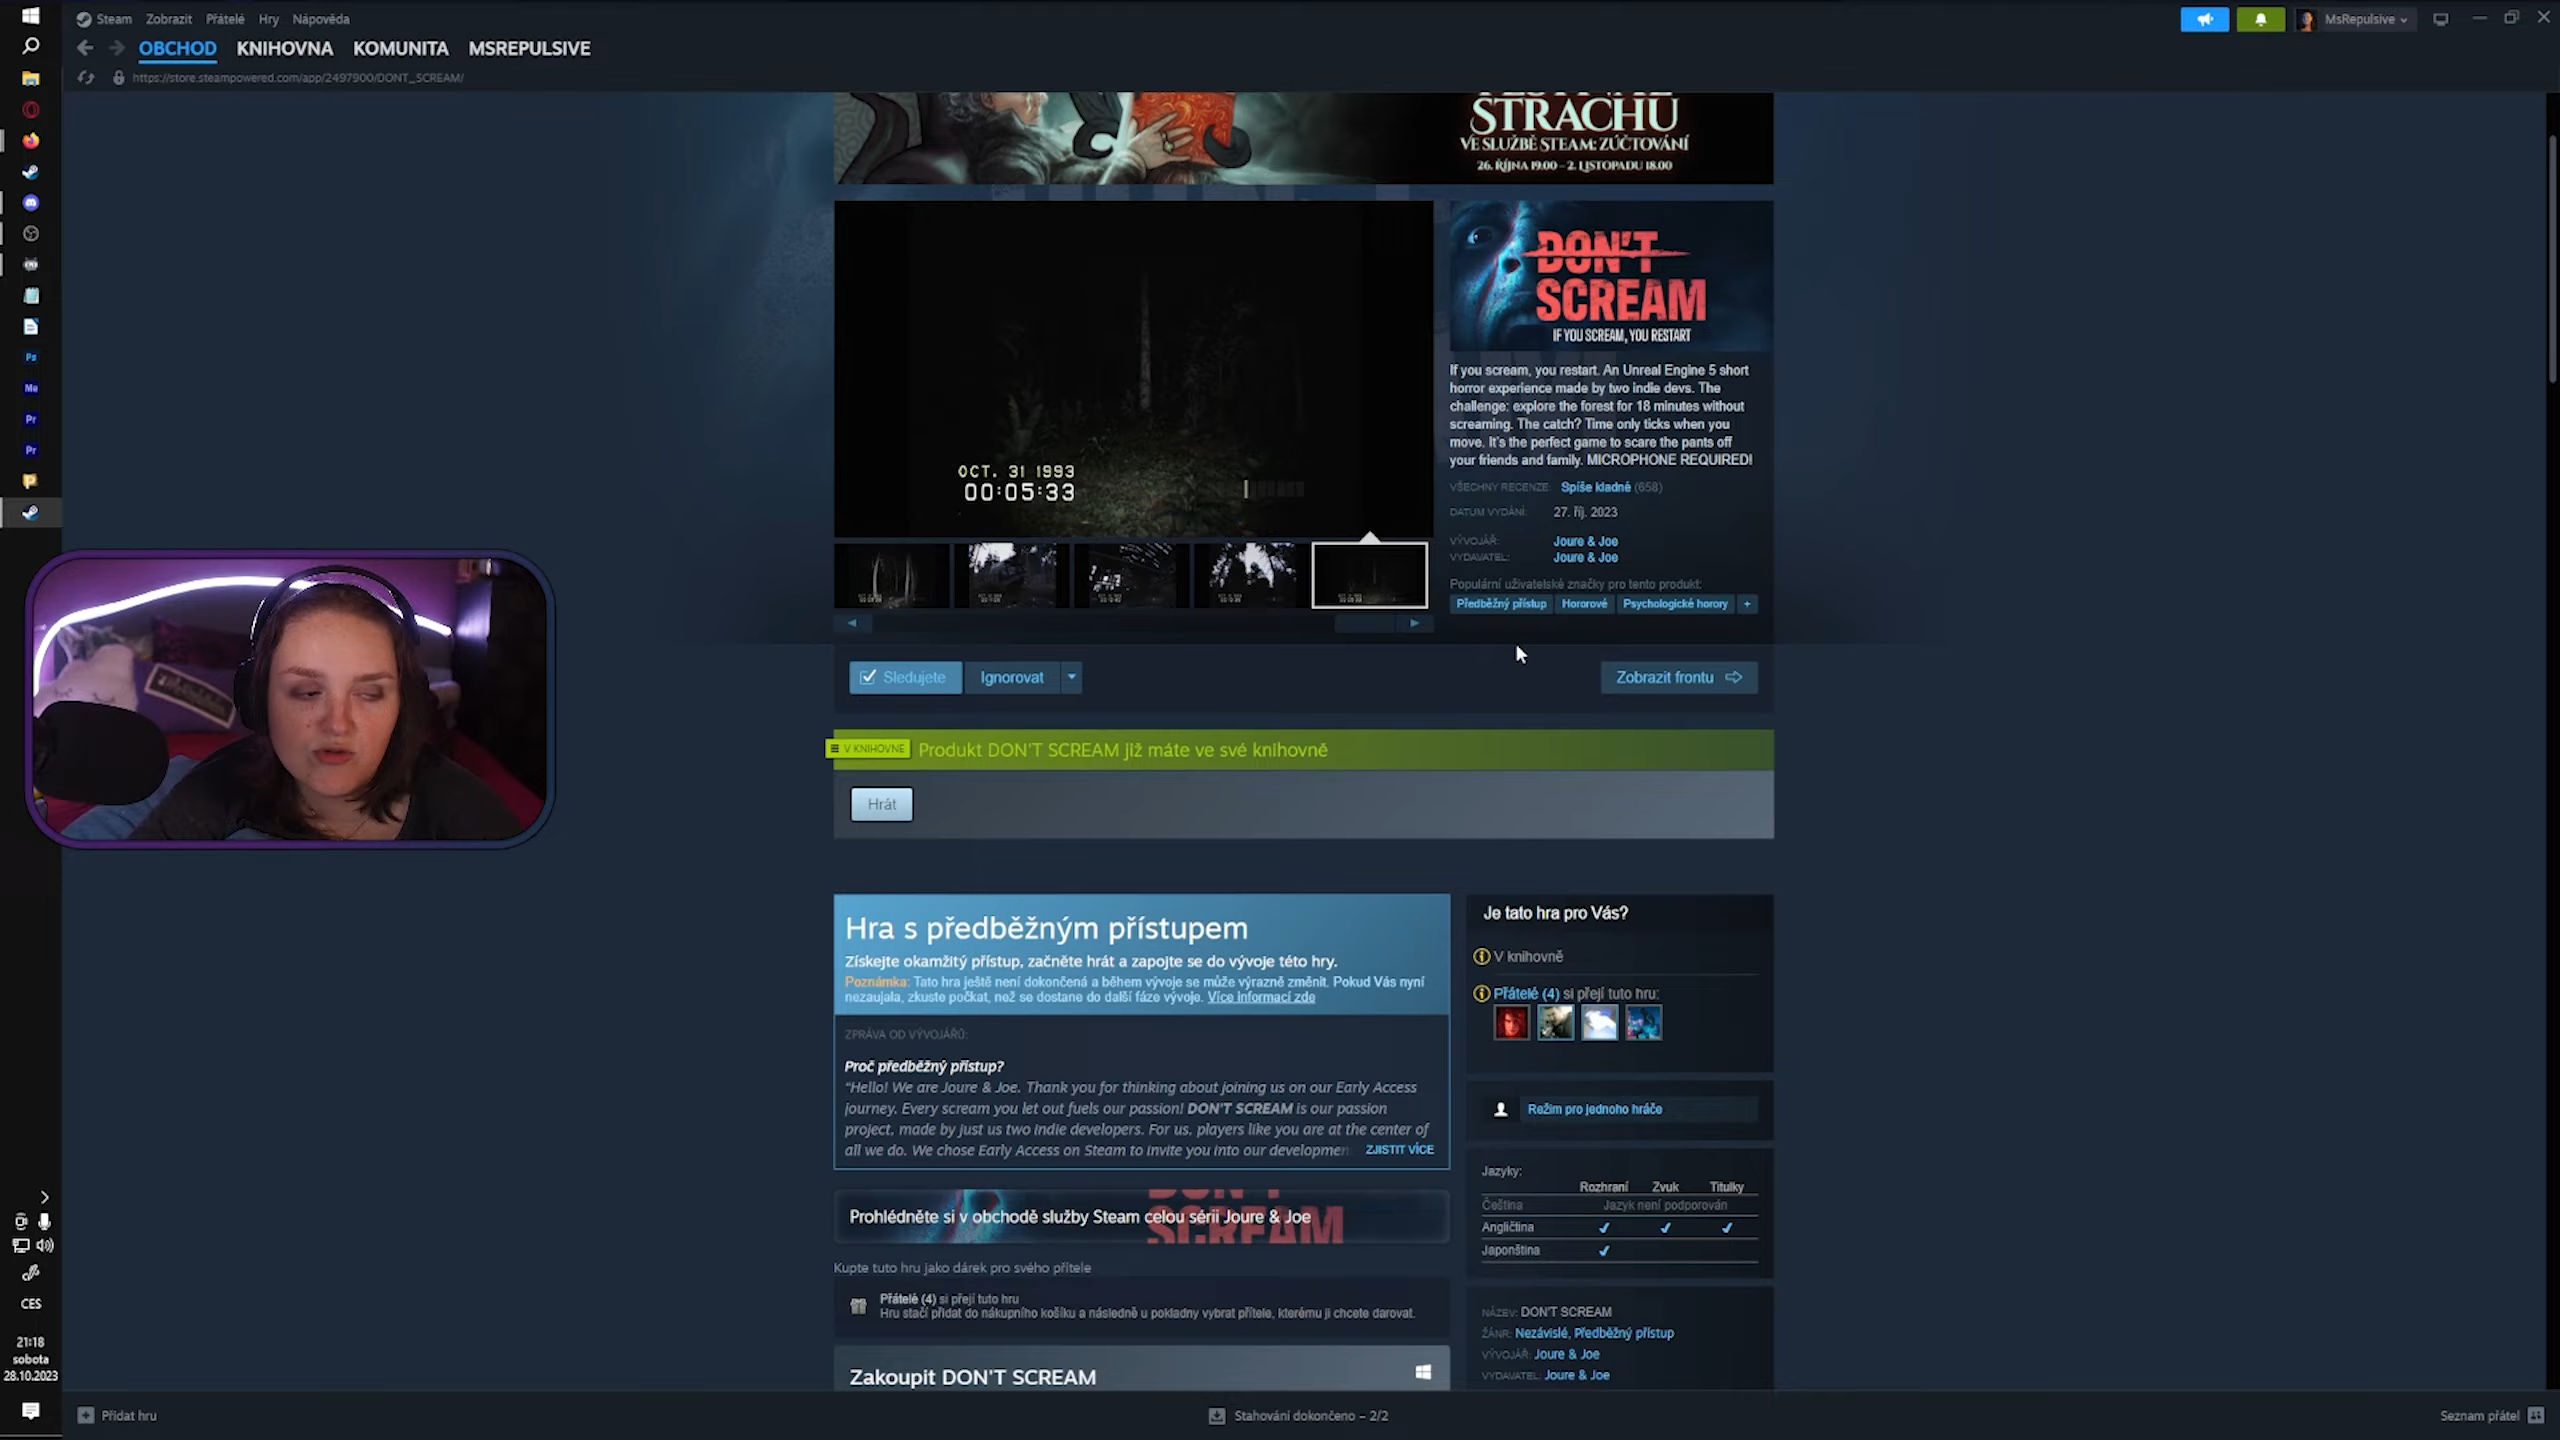 Steam Zobrazit Přátelé Hry Nápověda
MsRepulsive
OBCHOD KNIHOVNA KOMUNITA MSREPULSIVE
https://store.steampowered.com/app/2497900/DONT_SCREAM/
STRACHU
VE SLUŽBĚ STEAM: ZÚČTOVÁNÍ
26. ŘÍJNA 19.00 – 2. LISTOPADU 18.00
DON'T
SCREAM
IF YOU SCREAM, YOU RESTART
If you scream, you restart. An Unreal Engine 5 short
horror experience made by two indie devs. The
challenge: explore the forest for 18 minutes without
screaming. The catch? Time only ticks when you
move. It's the perfect game to scare the pants off
your friends and family. MICROPHONE REQUIRED!
OCT. 31 1993
00:05:33
VŠECHNY RECENZE: Spíše kladné (658)
DATUM VYDÁNÍ: 27. říj. 2023
VÝVOJÁŘ: Joure & Joe
VYDAVATEL: Joure & Joe
Populární uživatelské značky pro tento produkt:
Předběžný přístup Hororové Psychologické horory +
Sledujete Ignorovat Zobrazit frontu
V KNIHOVNĚ Produkt DON'T SCREAM již máte ve své knihovně
Hrát
Hra s předběžným přístupem
Získejte okamžitý přístup, začněte hrát a zapojte se do vývoje této hry.
Poznámka: Tato hra ještě není dokončená a během vývoje se může výrazně změnit. Pokud Vás nyní
nezaujala, zkuste počkat, než se dostane do další fáze vývoje. Více informací zde
ZPRÁVA OD VÝVOJÁŘŮ:
Proč předběžný přístup?
“Hello! We are Joure & Joe. Thank you for thinking about joining us on our Early Access
journey. Every scream you let out fuels our passion! DON'T SCREAM is our passion
project, made by just us two indie developers. For us, players like you are at the center of
all we do. We chose Early Access on Steam to invite you into our developmen ZJISTIT VÍCE
Prohlédněte si v obchodě služby Steam celou sérii Joure & Joe
SCREAM
Kupte tuto hru jako dárek pro svého přítele
Přátelé (4) si přejí tuto hru
Hru stačí přidat do nákupního košíku a následně u pokladny vybrat přítele, kterému ji chcete darovat.
Zakoupit DON'T SCREAM
Je tato hra pro Vás?
V knihovně
Přátelé (4) si přejí tuto hru:
Režim pro jednoho hráče
Jazyky:
Rozhraní Zvuk Titulky
Čeština Jazyk není podporován
Angličtina ✔ ✔ ✔
Japonština ✔
NÁZEV: DON'T SCREAM
ŽÁNR: Nezávislé, Předběžný přístup
VÝVOJÁŘ: Joure & Joe
VYDAVATEL: Joure & Joe
Ps
Me
Pr
Pr
CES
21:18
sobota
28.10.2023
Přidat hru
Stahování dokončeno – 2/2
Seznam přátel